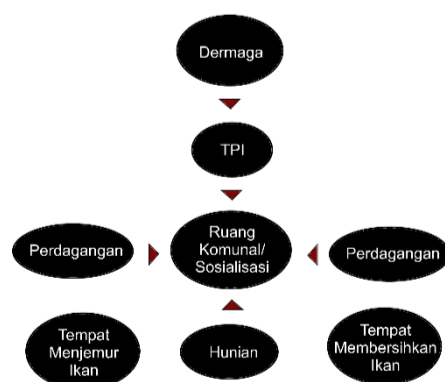 Dermaga
TPI
Ruang
Komunal/
Sosialisasi
Perdagangan
Perdagangan
Tempat
Menjemur
Ikan
Hunian
Tempat
Membersihkan
Ikan